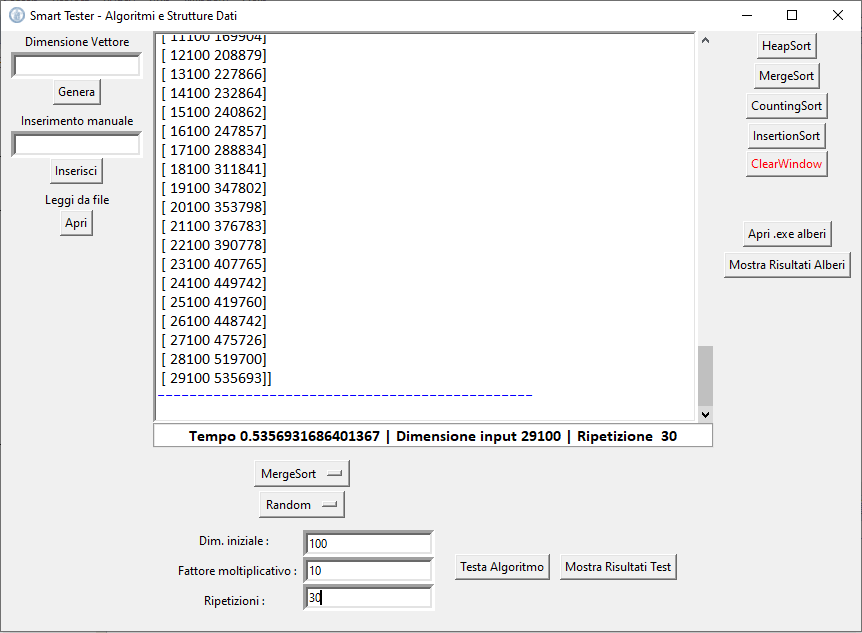 Smart Tester - Algoritmi e Strutture Dati
Dimensione Vettore
Genera
Inserimento manuale
Inserisci
Leggi da file
Apri
[ 11100 169904]
[ 12100 208879]
[ 13100 227866]
[ 14100 232864]
[ 15100 240862]
[ 16100 247857]
[ 17100 288834]
[ 18100 311841]
[ 19100 347802]
[ 20100 353798]
[ 21100 376783]
[ 22100 390778]
[ 23100 407765]
[ 24100 449742]
[ 25100 419760]
[ 26100 448742]
[ 27100 475726]
[ 28100 519700]
[ 29100 535693]]
--------------------------------------------------
Tempo 0.5356931686401367 | Dimensione input 29100 | Ripetizione 30
HeapSort
MergeSort
CountingSort
InsertionSort
ClearWindow
Apri .exe alberi
Mostra Risultati Alberi
MergeSort
Random
Dim. iniziale : 100
Fattore moltiplicativo : 10
Ripetizioni : 30
Testa Algoritmo
Mostra Risultati Test